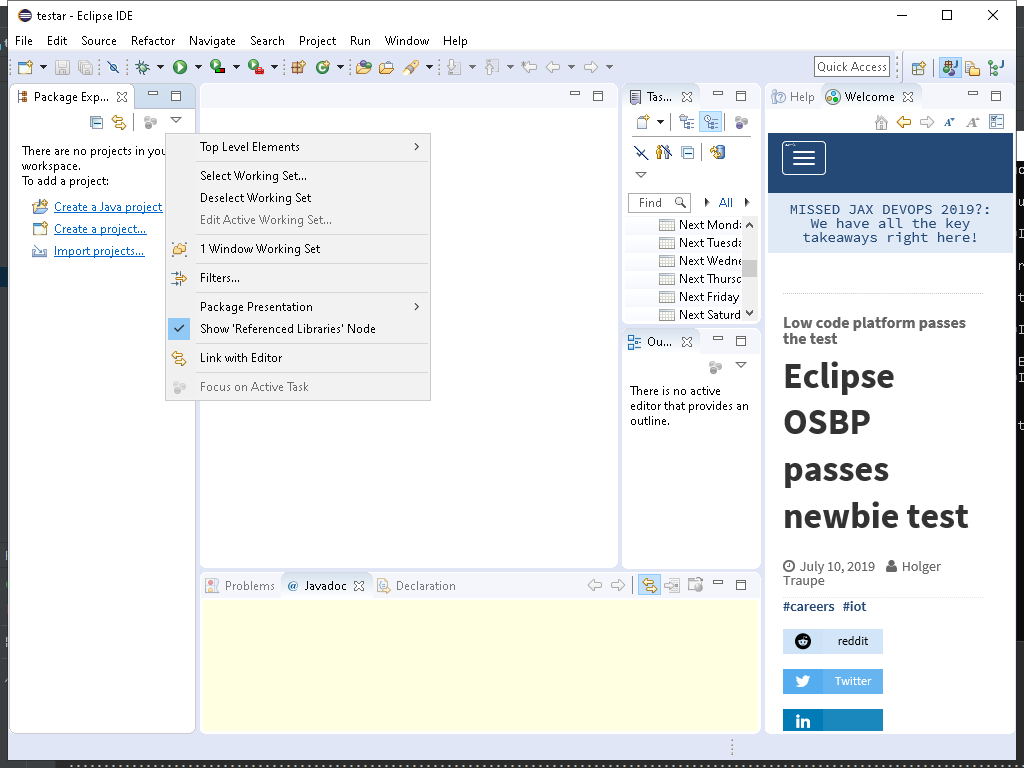 testar - Eclipse IDE
File Edit Source Refactor Navigate Search Project Run Window Help
Quick Access
Package Exp...
There are no projects in you
workspace.
To add a project:
Create a Java project
Create a project...
Import projects...
Top Level Elements
Select Working Set...
Deselect Working Set
Edit Active Working Set...
1 Window Working Set
Filters...
Package Presentation
Show 'Referenced Libraries' Node
Link with Editor
Focus on Active Task
Tas...
Find All
Next Mond
Next Tuesda
Next Wedne
Next Thursd
Next Friday
Next Saturd
Ou...
There is no active
editor that provides an
outline.
Problems @ Javadoc Declaration
Help Welcome
MISSED JAX DEVOPS 2019?:
We have all the key
takeaways right here!
Low code platform passes
the test
Eclipse
OSBP
passes
newbie test
July 10, 2019 Holger
Traupe
#careers #iot
reddit
Twitter
in